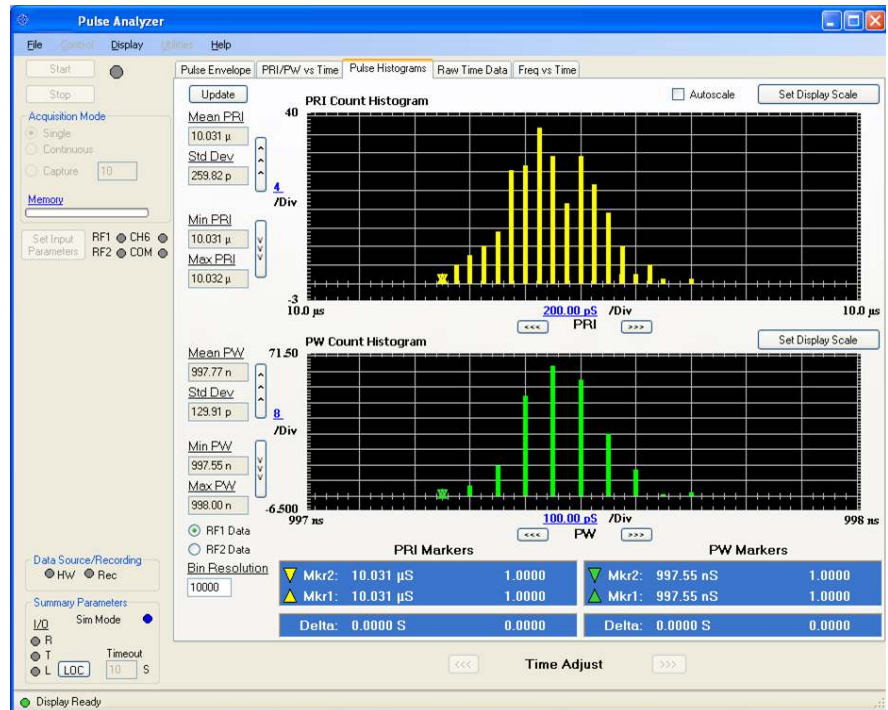 Pulse Analyzer
File Control Display Utilities Help
Start
Stop
Acquisition Mode
Single
Continuous
Capture 10
Memory
Set Input Parameters
RF1 CH6
RF2 COM
Pulse Envelope PRI/PW vs Time Pulse Histograms Raw Time Data Freq vs Time
Update
PRI Count Histogram
Autoscale
Set Display Scale
Mean PRI
10.031 µ
Std Dev
259.82 p
Min PRI
10.031 µ
Max PRI
10.032 µ
40
4
/Div
-3
10.0 µs
200.00 pS /Div
10.0 µs
<<< PRI >>>
PW Count Histogram
Set Display Scale
Mean PW
997.77 n
Std Dev
129.91 p
Min PW
997.55 n
Max PW
998.00 n
71.50
8
/Div
-6.500
997 ns
100.00 pS /Div
998 ns
<<< PW >>>
RF1 Data
RF2 Data
Bin Resolution
10000
PRI Markers
Mkr2: 10.031 µS 1.0000
Mkr1: 10.031 µS 1.0000
Delta: 0.0000 S 0.0000
PW Markers
Mkr2: 997.55 nS 1.0000
Mkr1: 997.55 nS 1.0000
Delta: 0.0000 S 0.0000
<<< Time Adjust >>>
Data Source/Recording
HW Rec
Summary Parameters
I/O Sim Mode
R
T Timeout
L LOC 10 S
Display Ready